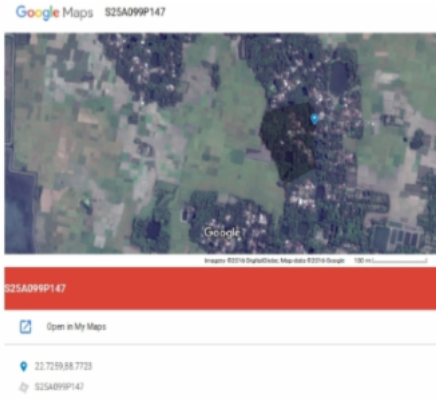 Google Maps S25A099P147
Google
Imagery ©2016 DigitalGlobe, Map data ©2016 Google 100 m
S25A099P147
Open in My Maps
22.7259,88.7723
S25A099P147